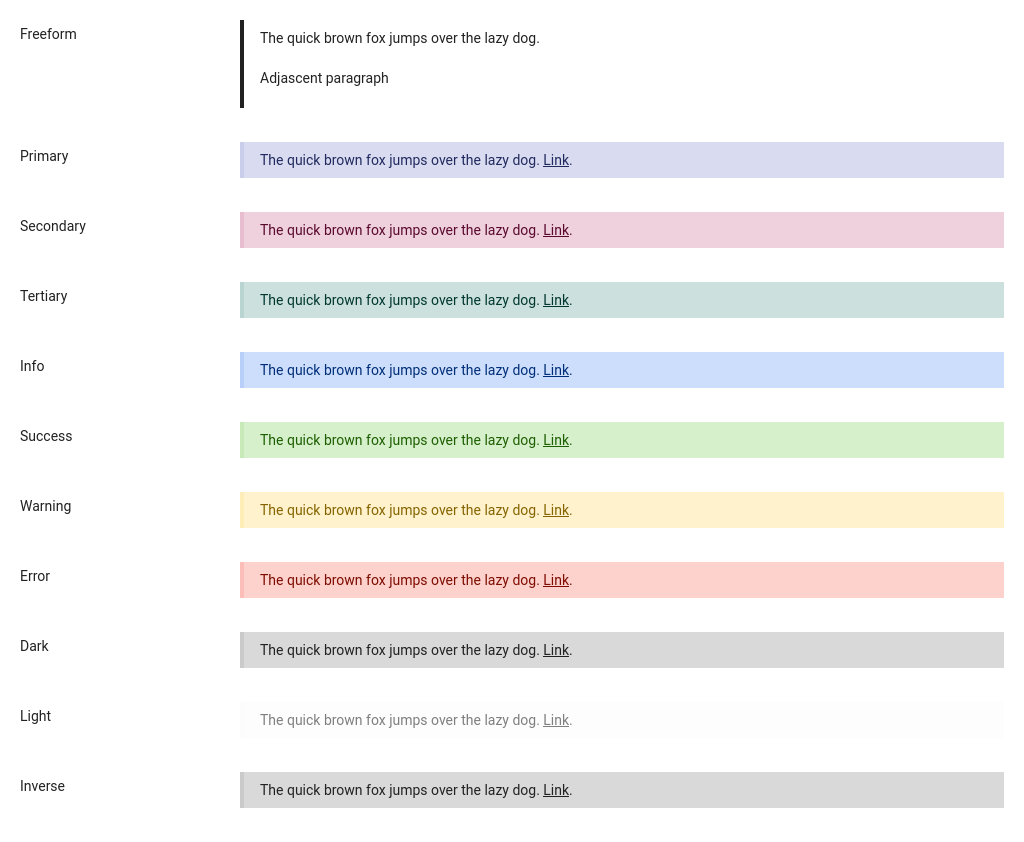 Freeform
The quick brown fox jumps over the lazy dog.
Adjascent paragraph
Primary
The quick brown fox jumps over the lazy dog. Link.
Secondary
The quick brown fox jumps over the lazy dog. Link.
Tertiary
The quick brown fox jumps over the lazy dog. Link.
Info
The quick brown fox jumps over the lazy dog. Link.
Success
The quick brown fox jumps over the lazy dog. Link.
Warning
The quick brown fox jumps over the lazy dog. Link.
Error
The quick brown fox jumps over the lazy dog. Link.
Dark
The quick brown fox jumps over the lazy dog. Link.
Light
The quick brown fox jumps over the lazy dog. Link.
Inverse
The quick brown fox jumps over the lazy dog. Link.